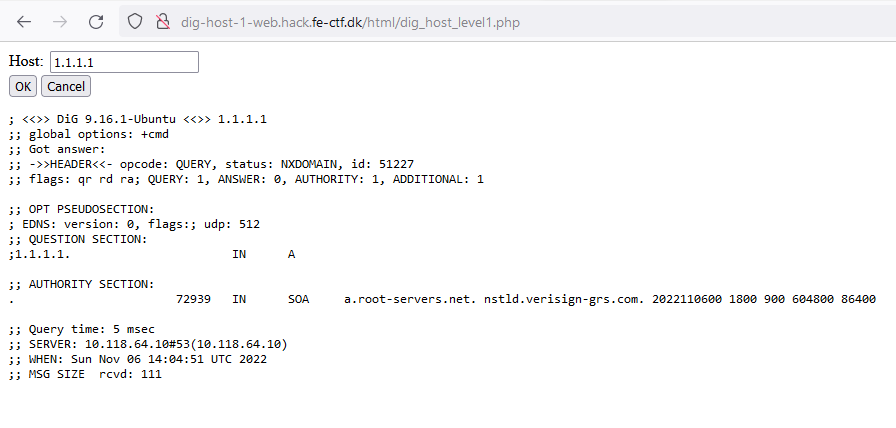 dig-host-1-web.hack.fe-ctf.dk/html/dig_host_level1.php
Host: 1.1.1.1
OK Cancel
; <<>> DiG 9.16.1-Ubuntu <<>> 1.1.1.1
;; global options: +cmd
;; Got answer:
;; ->>HEADER<<- opcode: QUERY, status: NXDOMAIN, id: 51227
;; flags: qr rd ra; QUERY: 1, ANSWER: 0, AUTHORITY: 1, ADDITIONAL: 1
;; OPT PSEUDOSECTION:
; EDNS: version: 0, flags:; udp: 512
;; QUESTION SECTION:
;1.1.1.1. IN A
;; AUTHORITY SECTION:
. 72939 IN SOA a.root-servers.net. nstld.verisign-grs.com. 2022110600 1800 900 604800 86400
;; Query time: 5 msec
;; SERVER: 10.118.64.10#53(10.118.64.10)
;; WHEN: Sun Nov 06 14:04:51 UTC 2022
;; MSG SIZE rcvd: 111